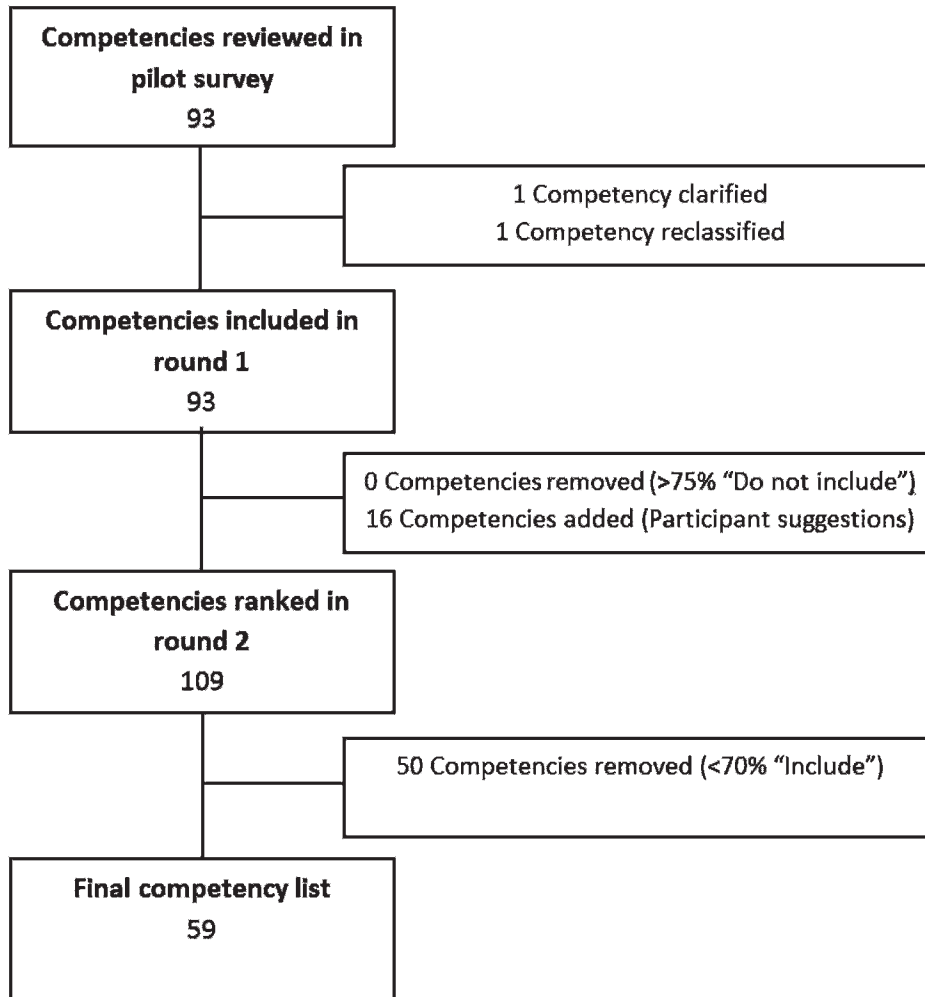 Competencies reviewed in
pilot survey
93
1 Competency clarified
1 Competency reclassified
Competencies included in
round 1
93
0 Competencies removed (>75% “Do not include”)
16 Competencies added (Participant suggestions)
Competencies ranked in
round 2
109
50 Competencies removed (<70% “Include”)
Final competency list
59